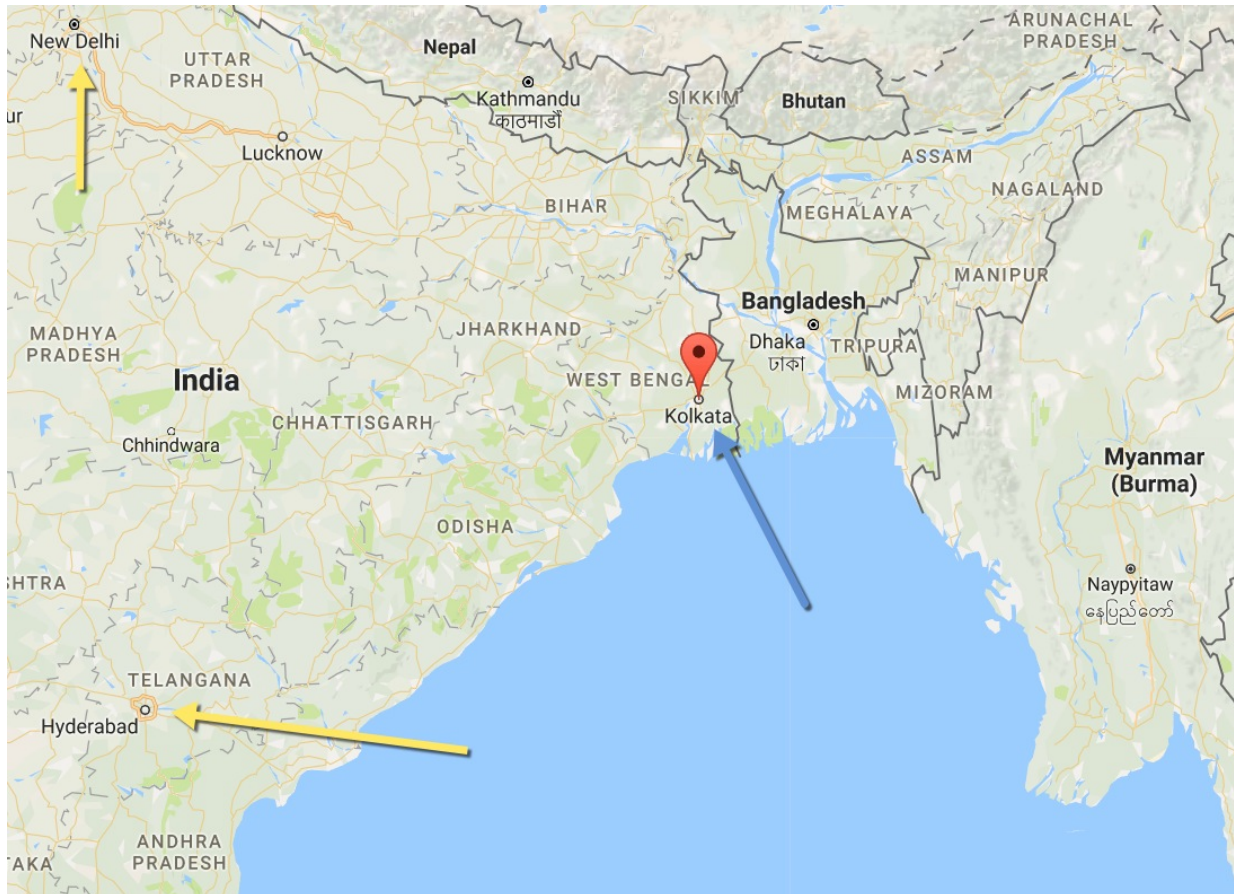 ARUNACHAL
PRADESH
New Delhi
Nepal
UTTAR
PRADESH
Kathmandu
काठमाडौं
SIKKIM
Bhutan
ur
Lucknow
ASSAM
NAGALAND
BIHAR
MEGHALAYA
MANIPUR
Bangladesh
MADHYA
PRADESH
JHARKHAND
Dhaka
ঢাকা
TRIPURA
India
WEST BENGAL
MIZORAM
Kolkata
CHHATTISGARH
Chhindwara
Myanmar
(Burma)
ODISHA
SHTRA
Naypyitaw
နေပြည်တော်
TELANGANA
Hyderabad
ANDHRA
PRADESH
TAKA